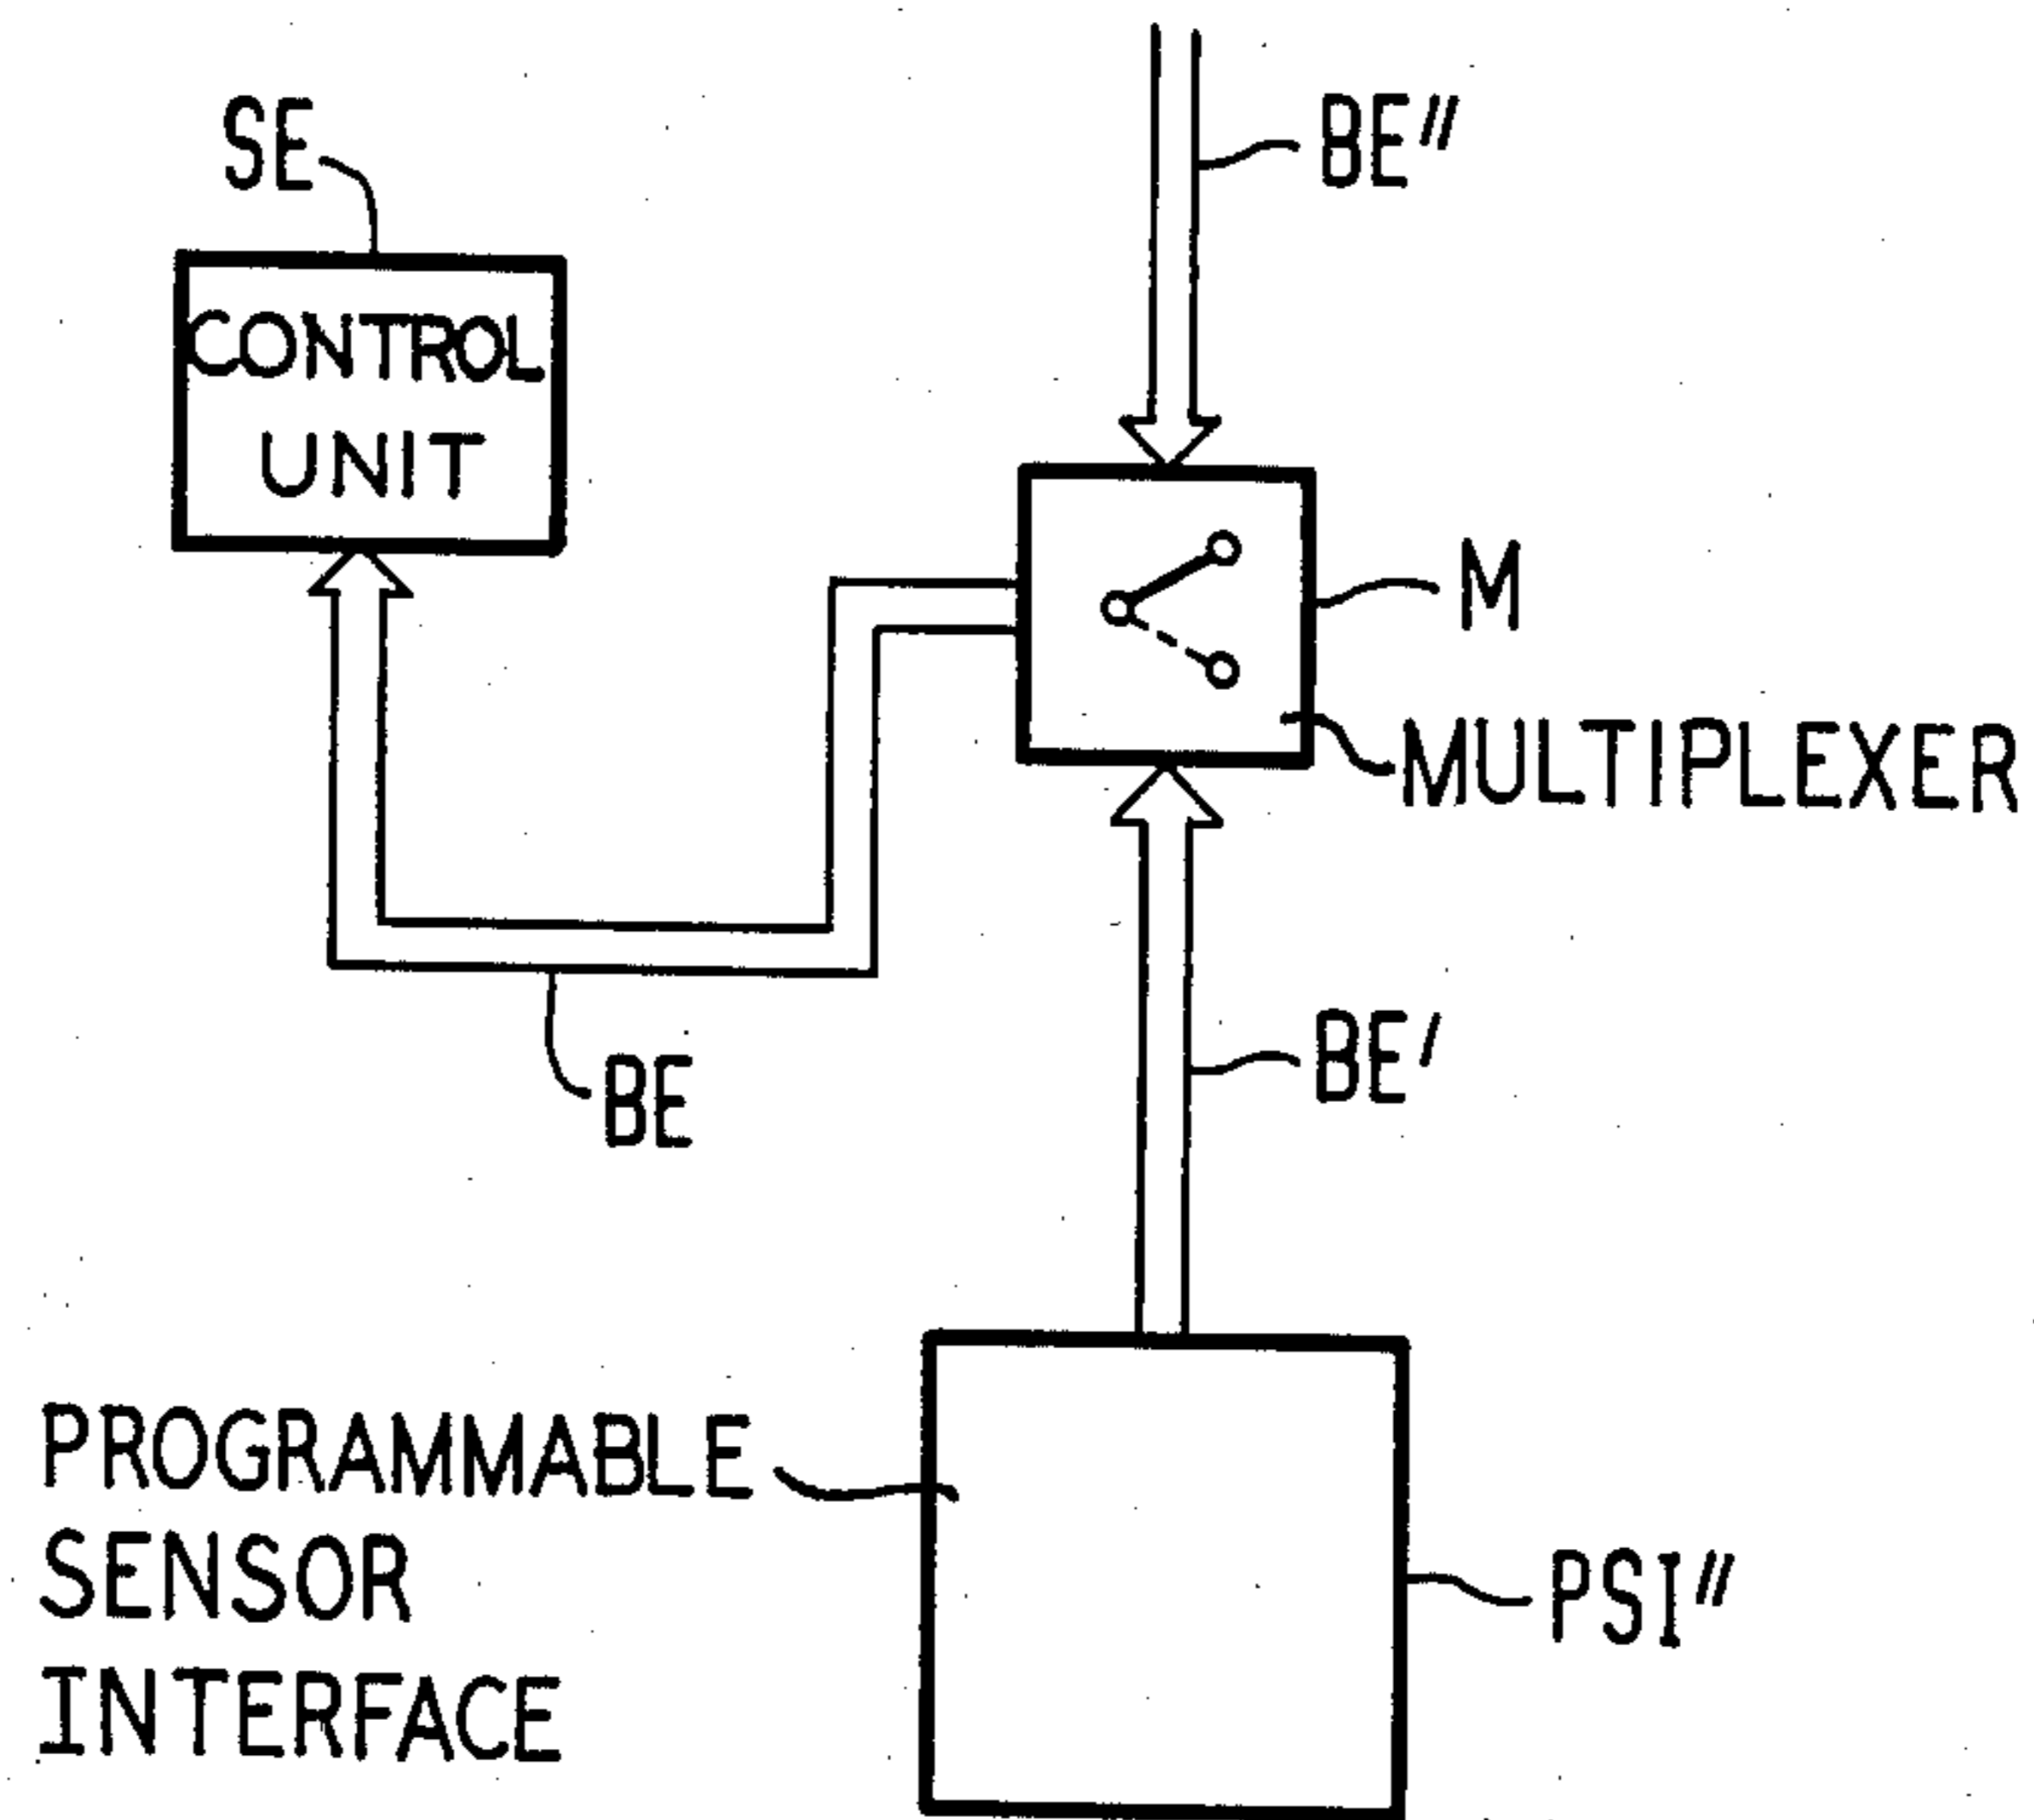 SE
BE"
CONTROL
UNIT
M
MULTIPLEXER
BE'
BE
PROGRAMMABLE
SENSOR
INTERFACE
PSI"